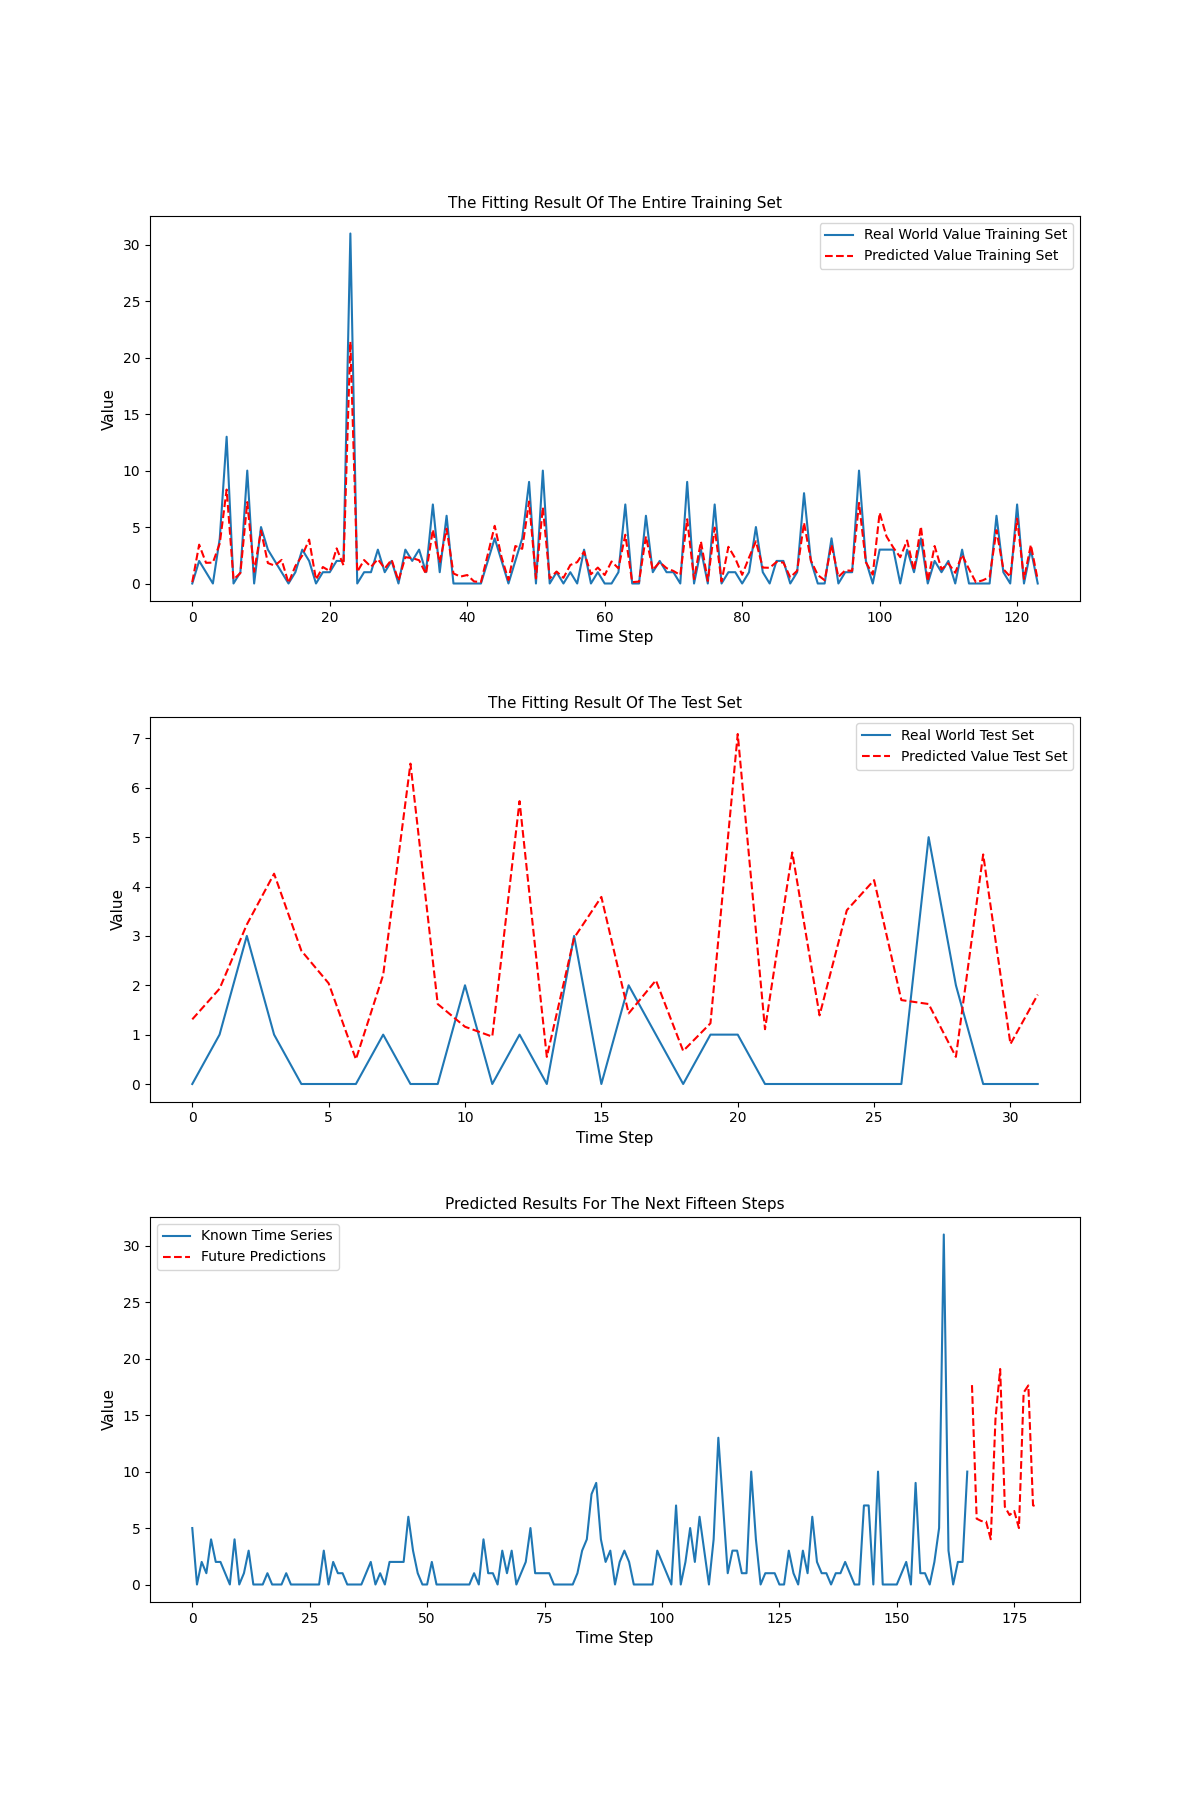 The Fitting Result Of The Entire Training Set
Real World Value Training Set
Predicted Value Training Set
30
25
20
15
10
5
0
Value
0 20 40 60 80 100 120
Time Step
The Fitting Result Of The Test Set
Real World Test Set
Predicted Value Test Set
7
6
5
4
3
2
1
0
Value
0 5 10 15 20 25 30
Time Step
Predicted Results For The Next Fifteen Steps
Known Time Series
Future Predictions
30
25
20
15
10
5
0
Value
0 25 50 75 100 125 150 175
Time Step